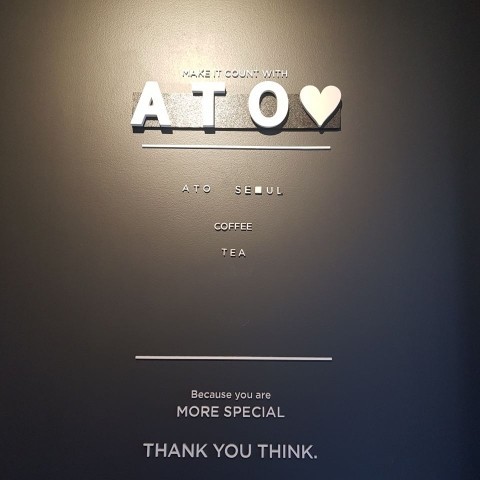 MAKE IT COUNT WITH
ATO♥
ATO SE■UL
COFFEE
TEA
Because you are
MORE SPECIAL
THANK YOU THINK.